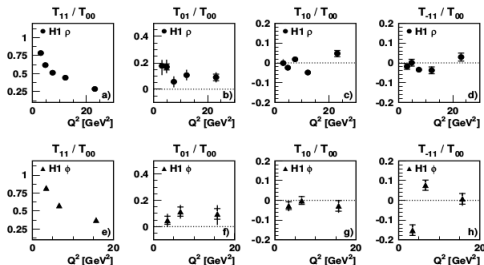 T11 / T00 T01 / T00 T10 / T00 T-11 / T00
1 0.75 0.5 0.25 H1 ρ a)
0.4 0.2 0 H1 ρ b)
0.2 0.1 0 -0.1 -0.2 H1 ρ c)
0.2 0.1 0 -0.1 -0.2 H1 ρ d)
0 10 20 0 10 20 0 10 20 0 10 20
Q² [GeV²] Q² [GeV²] Q² [GeV²] Q² [GeV²]
T11 / T00 T01 / T00 T10 / T00 T-11 / T00
1 0.75 0.5 0.25 H1 ϕ e)
0.4 0.2 0 H1 ϕ f)
0.2 0.1 0 -0.1 -0.2 H1 ϕ g)
0.2 0.1 0 -0.1 -0.2 H1 ϕ h)
0 10 20 0 10 20 0 10 20 0 10 20
Q² [GeV²] Q² [GeV²] Q² [GeV²] Q² [GeV²]